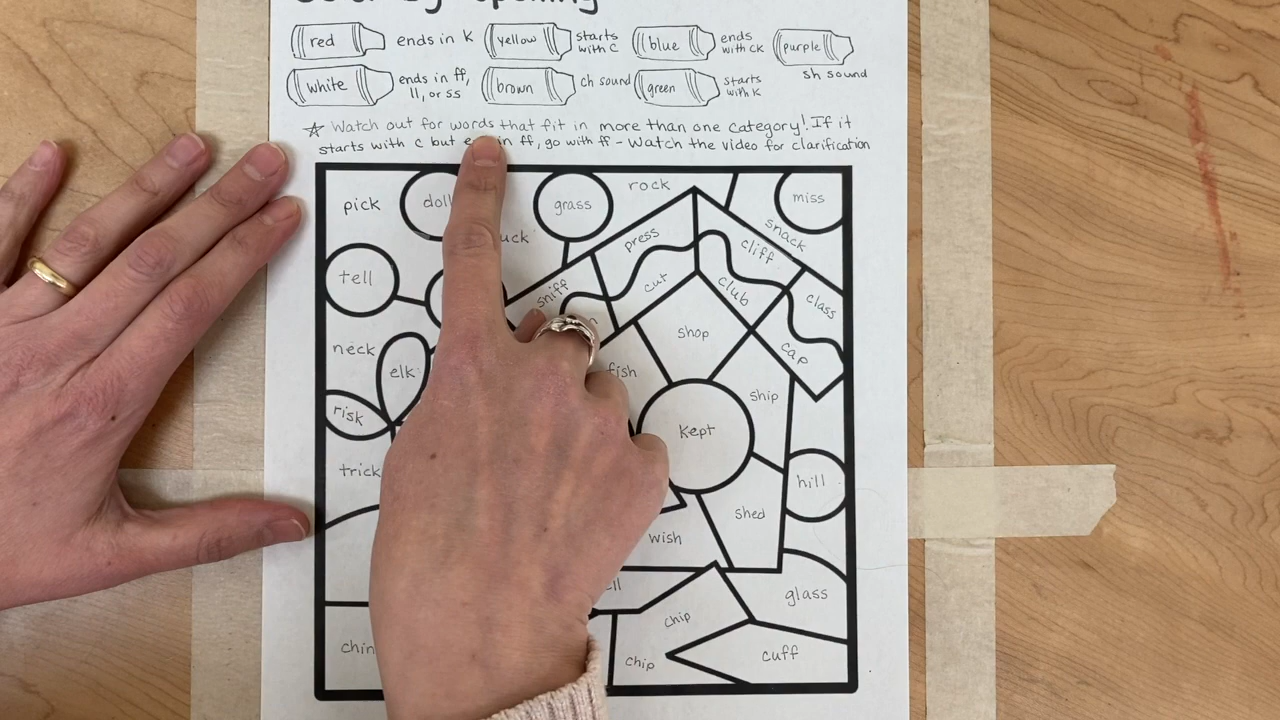 red ends in K yellow starts with C blue ends with CK purple sh sound
white ends in ff, ll, or ss brown ch sound green starts with K
☆ Watch out for words that fit in more than one category! If it
starts with c but in ff, go with ff - Watch the video for clarification
pick grass rock miss
snack
press cliff
tell sniff cut club class
neck shop cap
elk fish ship
risk Kept
trick hill
shed
wish
glass
chip
chip cuff